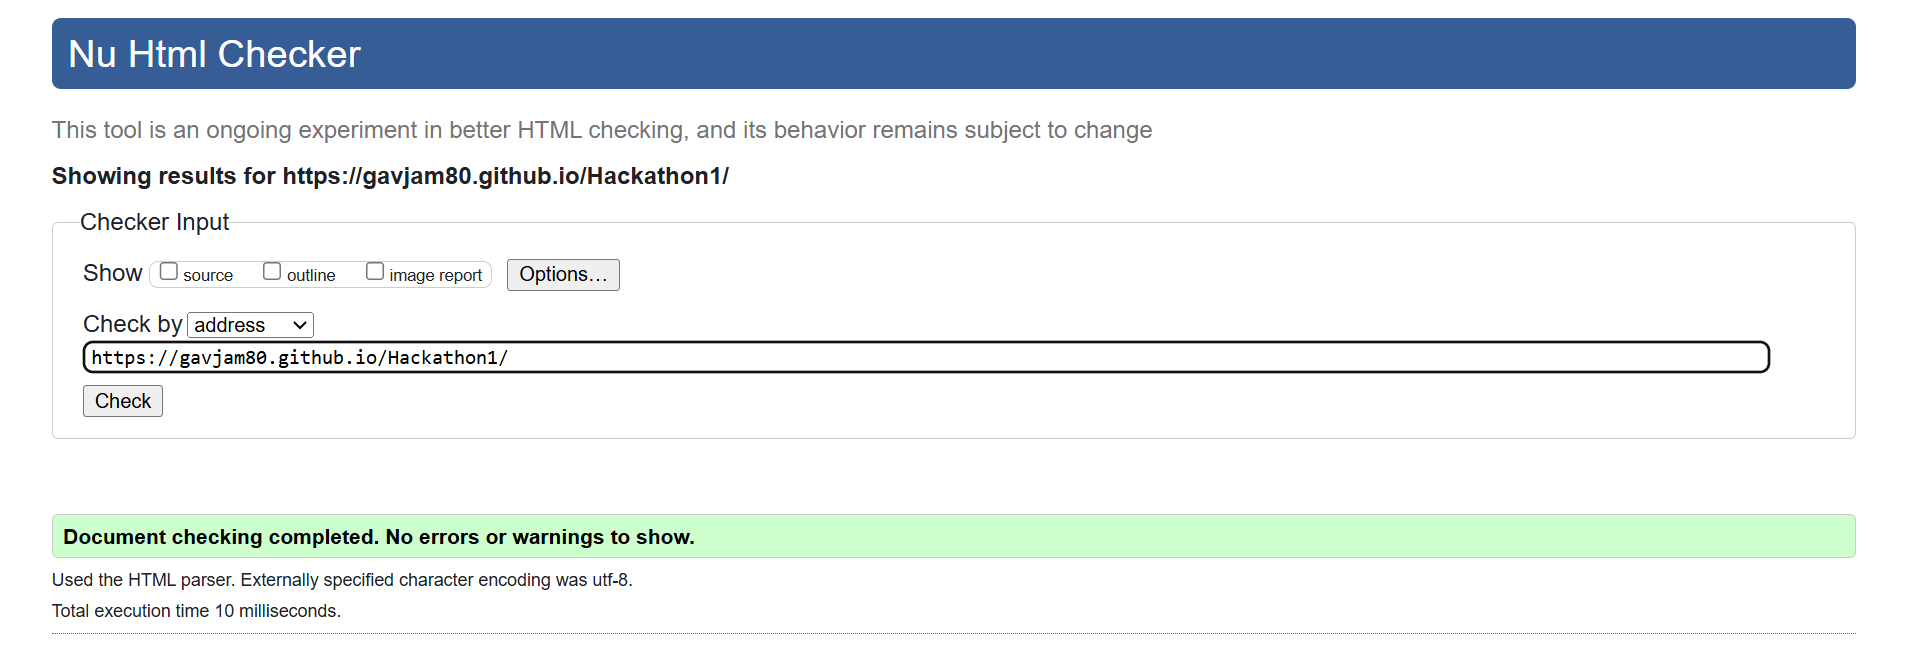 Nu Html Checker
This tool is an ongoing experiment in better HTML checking, and its behavior remains subject to change
Showing results for https://gavjam80.github.io/Hackathon1/
Checker Input
Show source outline image report Options…
Check by address
https://gavjam80.github.io/Hackathon1/
Check
Document checking completed. No errors or warnings to show.
Used the HTML parser. Externally specified character encoding was utf-8.
Total execution time 10 milliseconds.